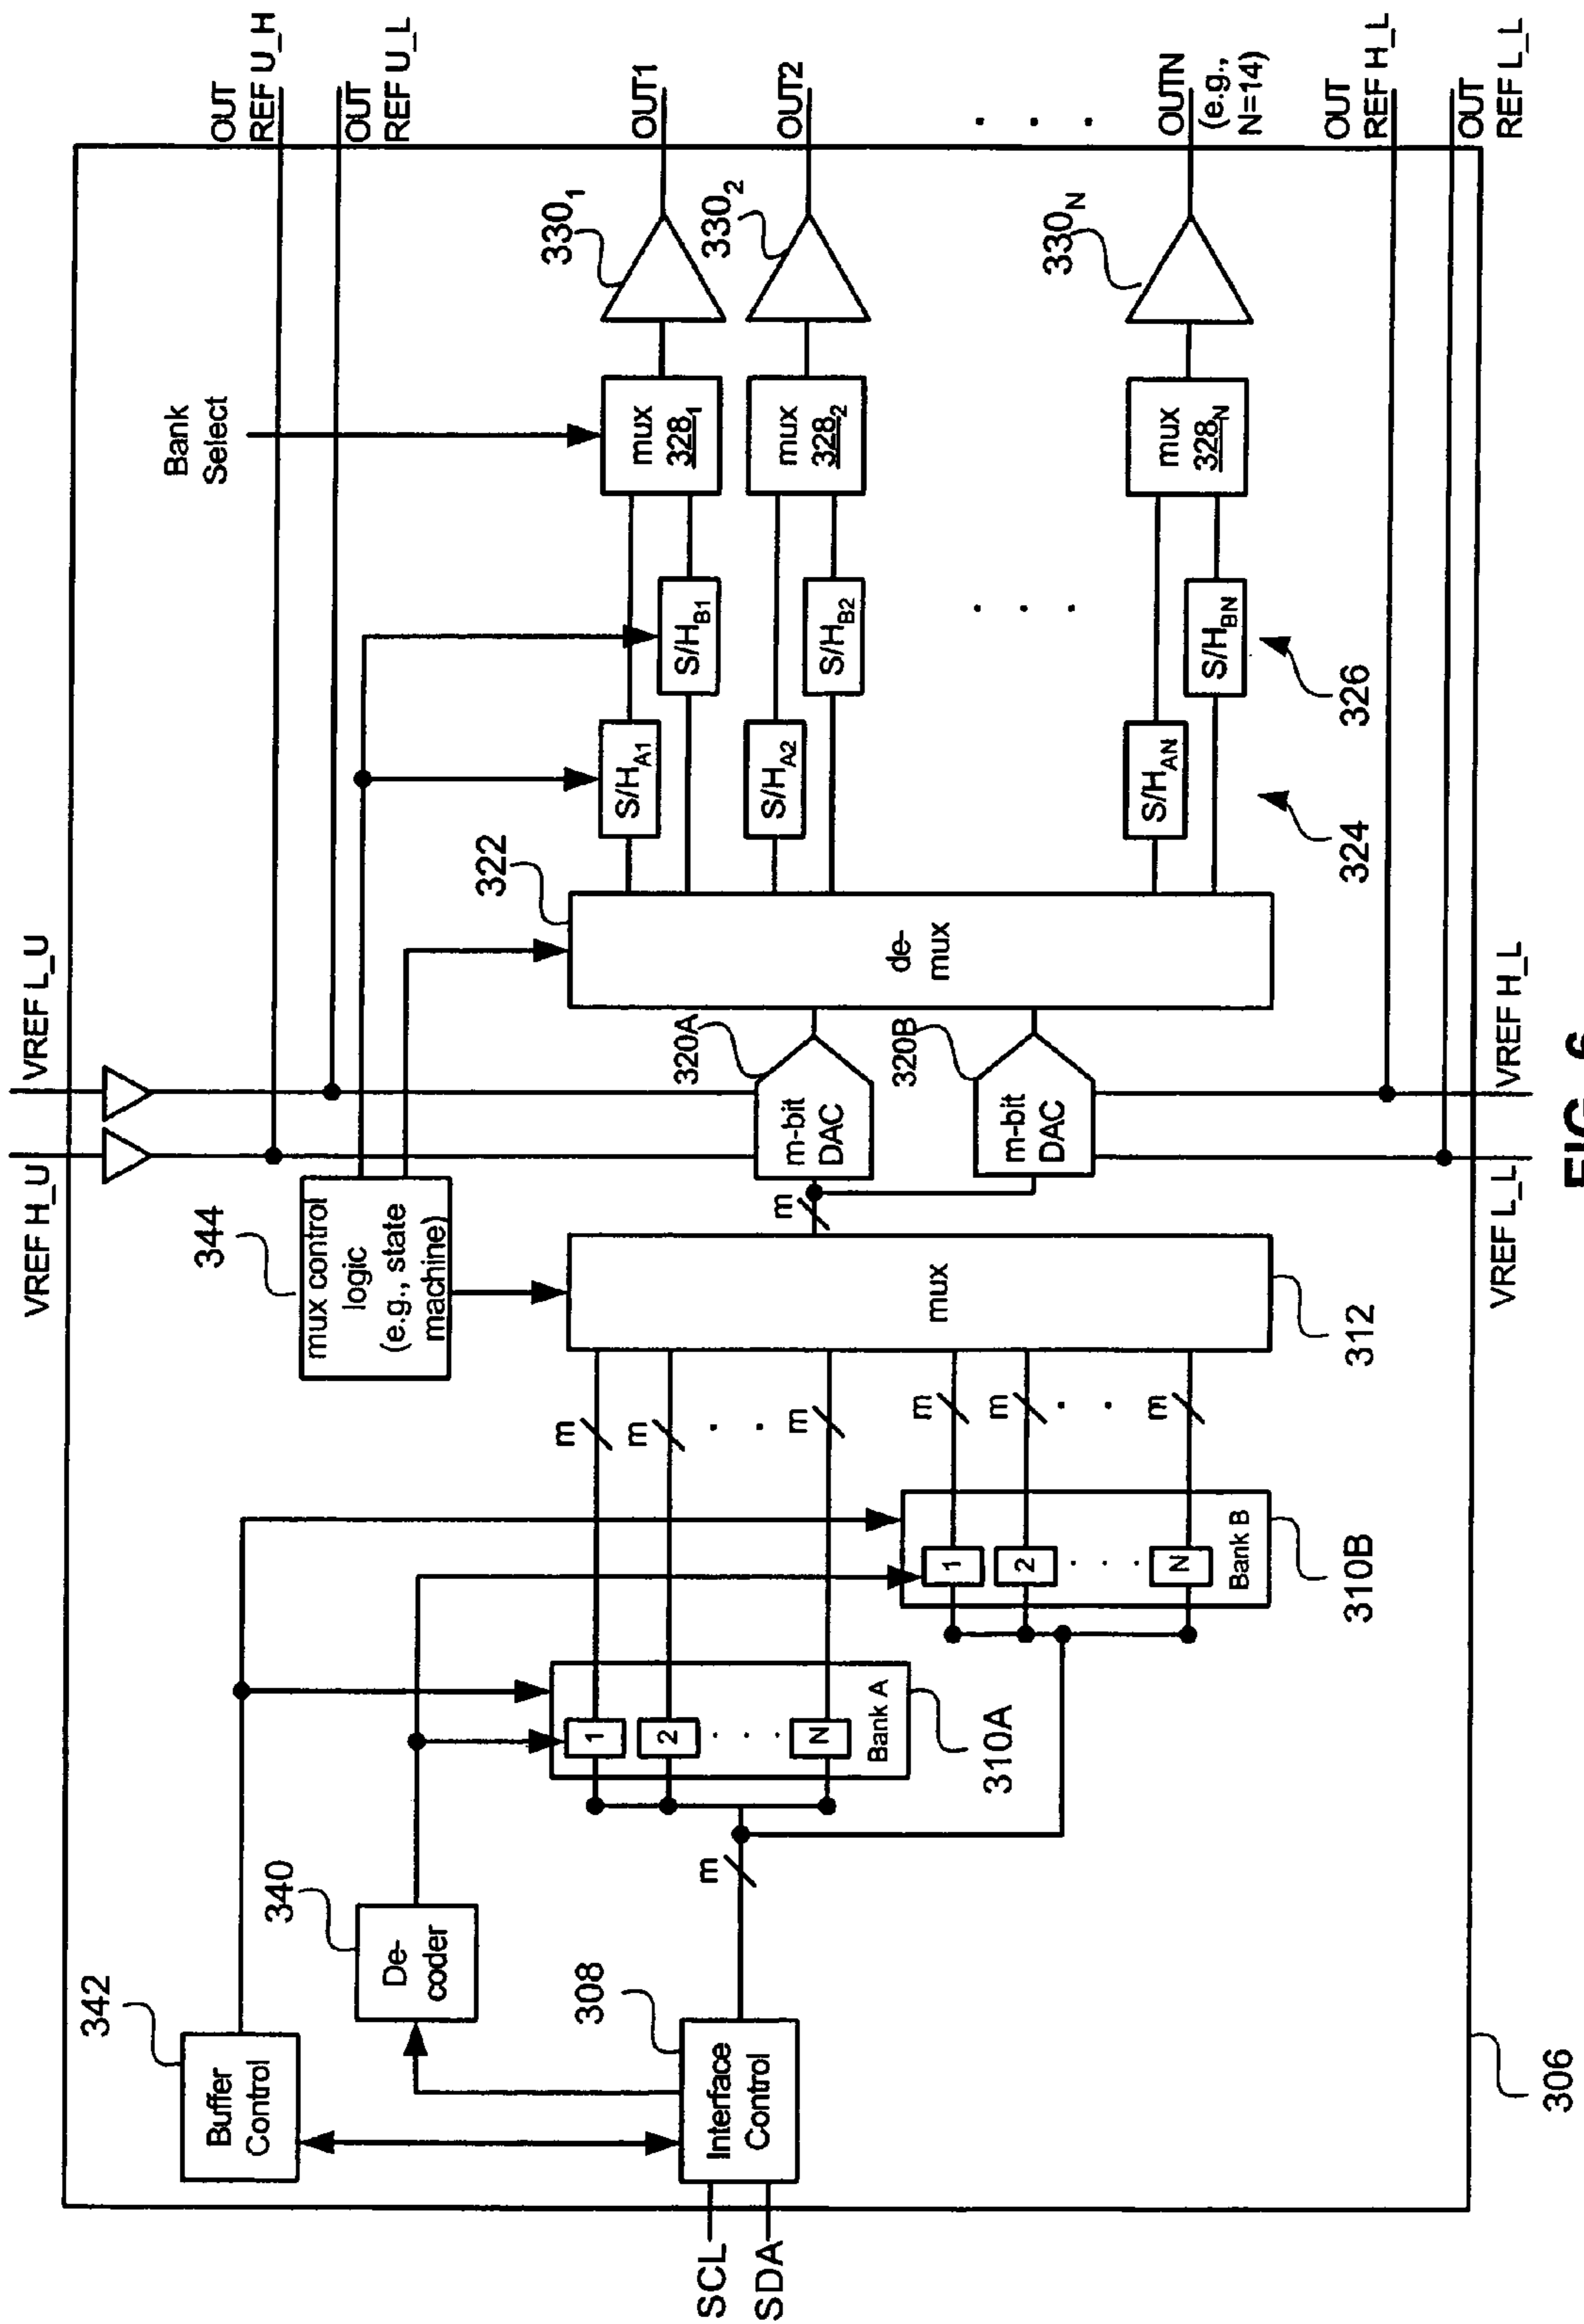 VREF H_U
VREF L_U
OUT
REF U_H
OUT
REF U_L
Bank
Select
342
Buffer
Control
340
De-
coder
344
mux control
logic
(e.g., state
machine)
308
Interface
Control
SCL
SDA
m
1
2
. . .
N
Bank A
310A
1
2
. . .
N
Bank B
310B
m
m
. .
m
m
m
. .
m
mux
312
m
320A
m-bit
DAC
320B
m-bit
DAC
322
de-
mux
S/HA1
S/HB1
S/HA2
S/HB2
. . .
S/HAN
S/HBN
324
326
mux
3281
mux
3282
mux
328N
3301
3302
330N
OUT1
OUT2
. . .
OUTN
(e.g.,
N=14)
OUT
REF H_L
OUT
REF L_L
VREF L_L
VREF H_L
306
FIG. 6